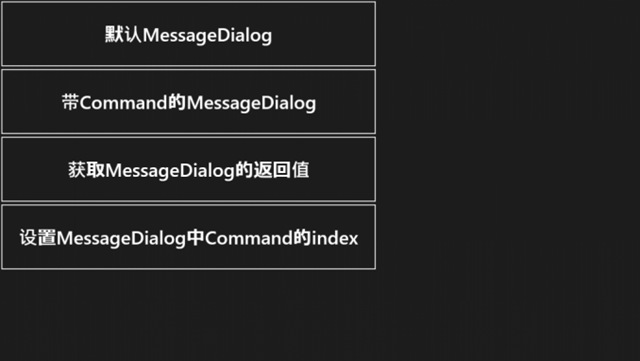 默认MessageDialog
带Command的MessageDialog
获取MessageDialog的返回值
设置MessageDialog中Command的index